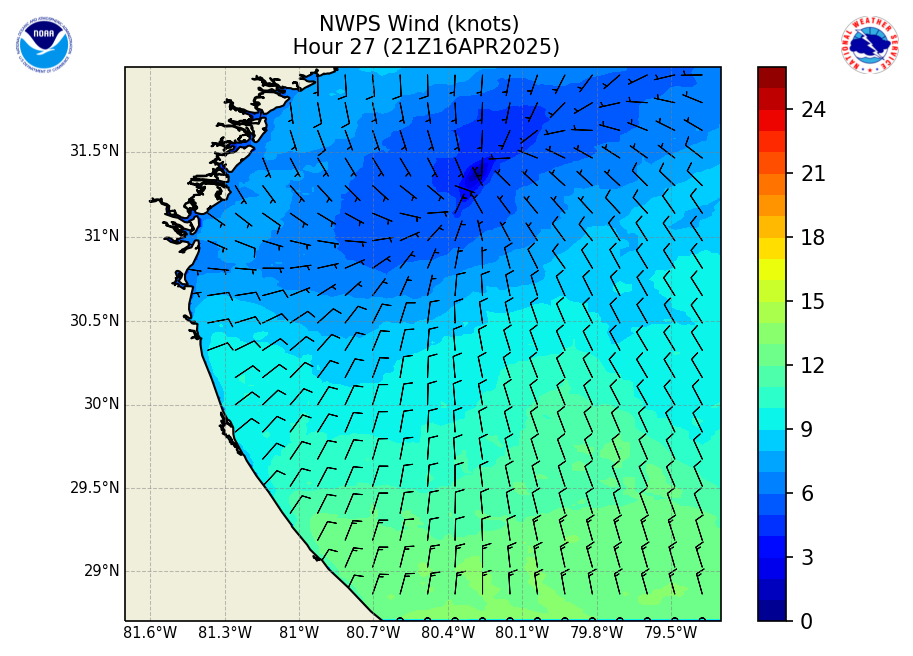 NWPS Wind (knots)
Hour 27 (21Z16APR2025)
NOAA
NATIONAL WEATHER SERVICE
31.5°N
31°N
30.5°N
30°N
29.5°N
29°N
81.6°W 81.3°W 81°W 80.7°W 80.4°W 80.1°W 79.8°W 79.5°W
24
21
18
15
12
9
6
3
0